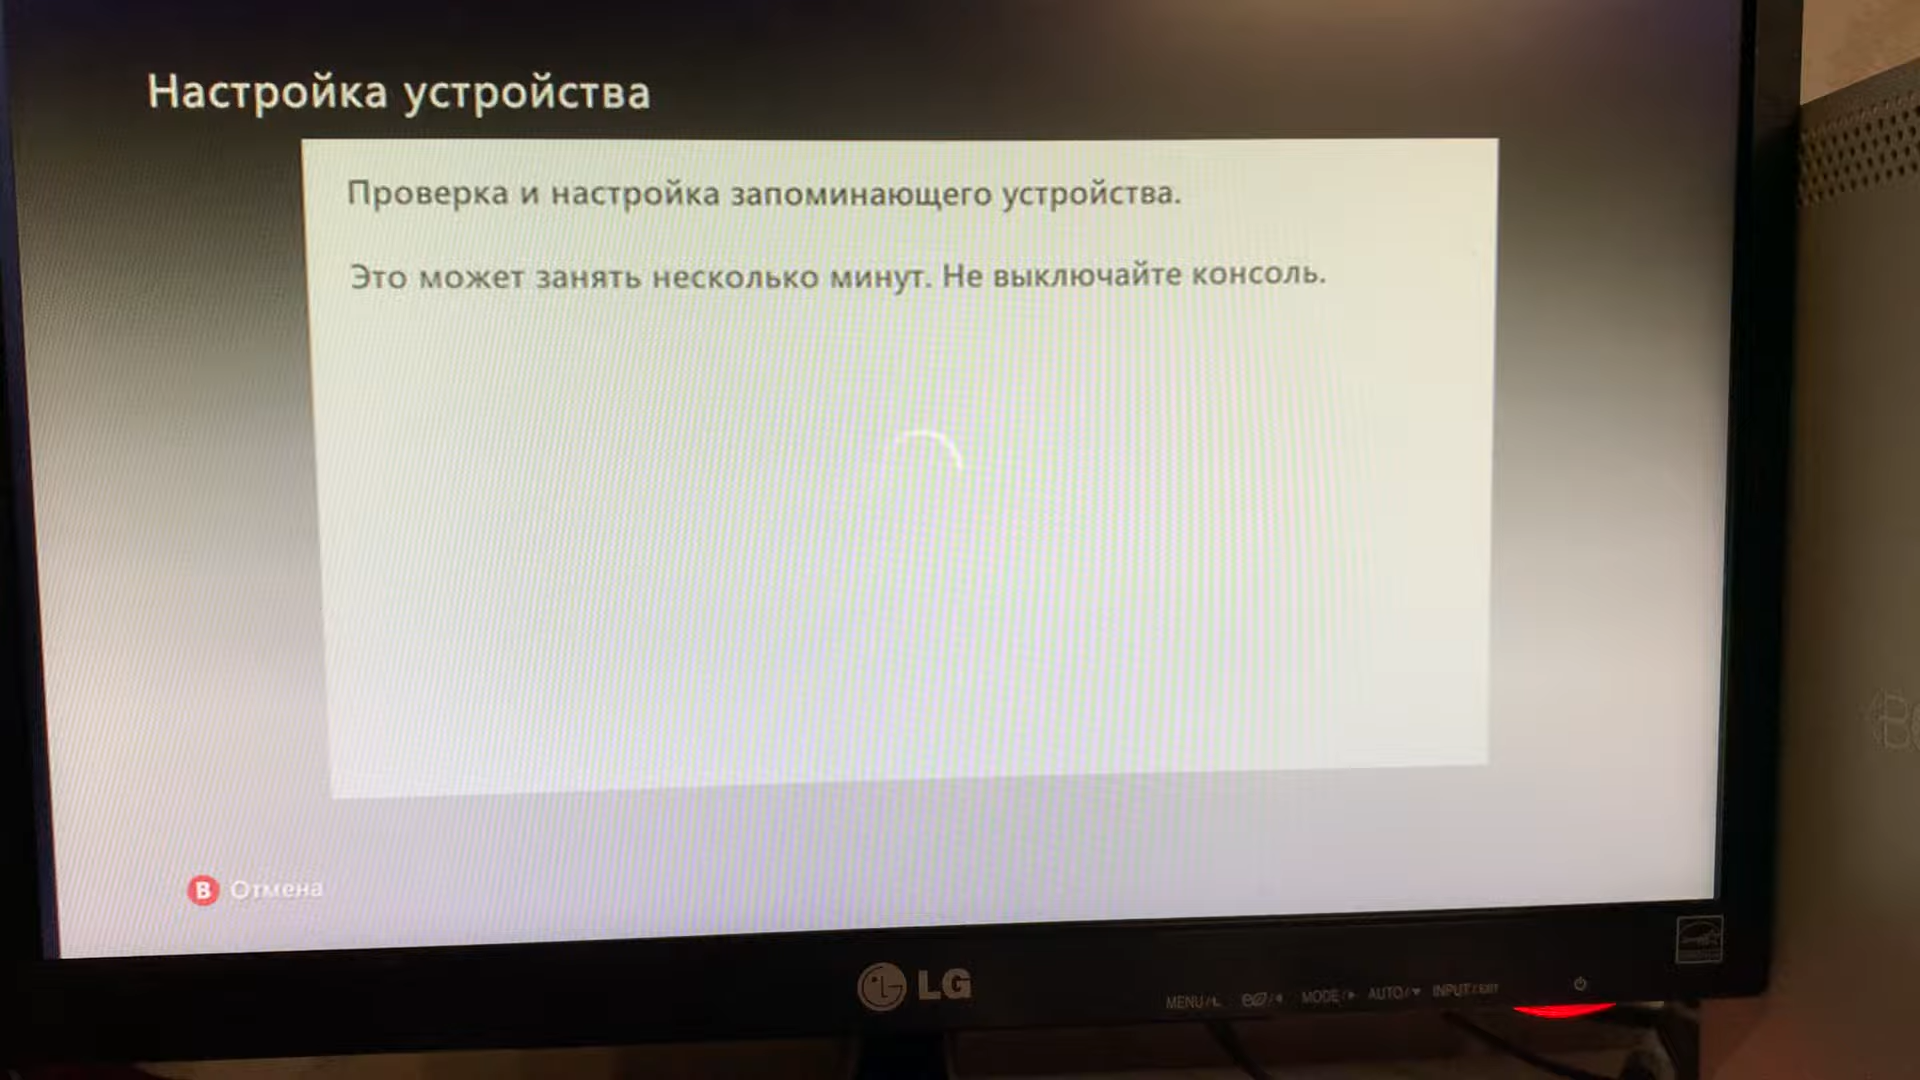 Настройка устройства
Проверка и настройка запоминающего устройства.
Это может занять несколько минут. Не выключайте консоль.
B Отмена
LG
MENU/ MODE/ AUTO/ INPUT/EXIT